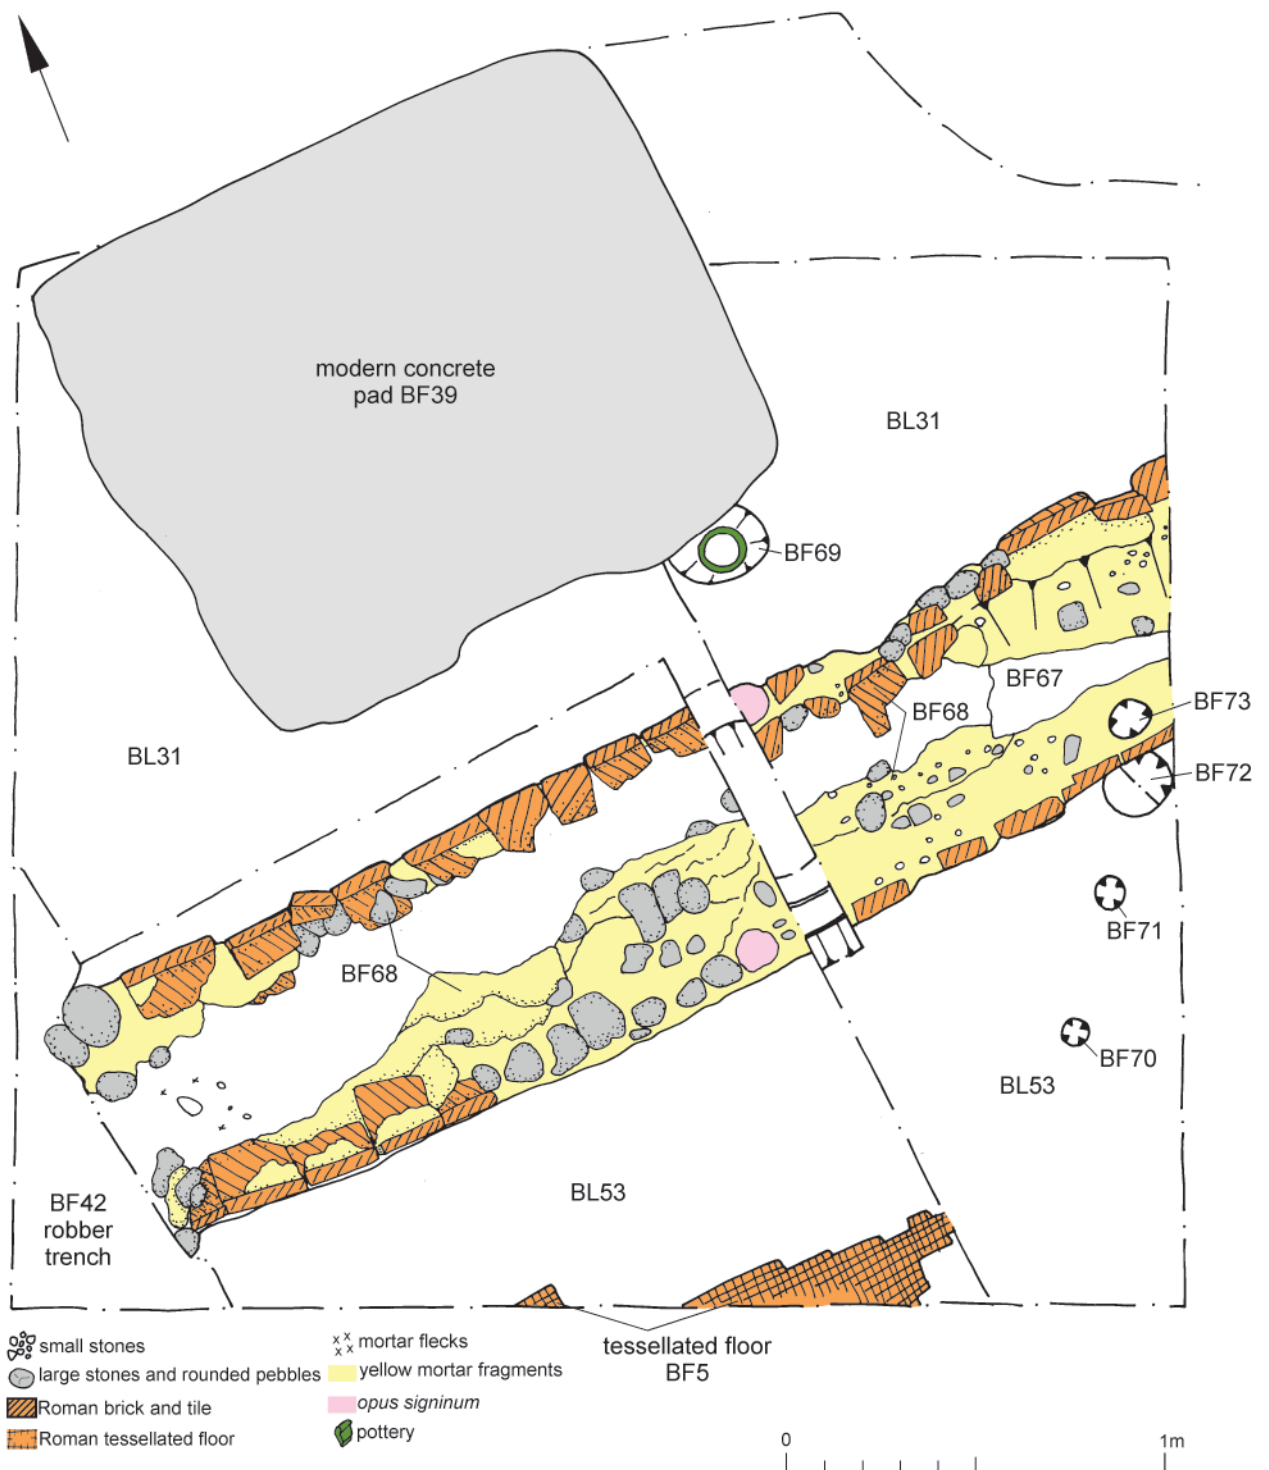 modern concrete
pad BF39
BL31
BF69
BF67
BF73
BF68
BL31
BF72
BF71
BF68
BF70
BL53
BF42
robber
trench
BL53
tessellated floor
BF5
small stones
large stones and rounded pebbles
Roman brick and tile
Roman tessellated floor
mortar flecks
yellow mortar fragments
opus signinum
pottery
0 1m